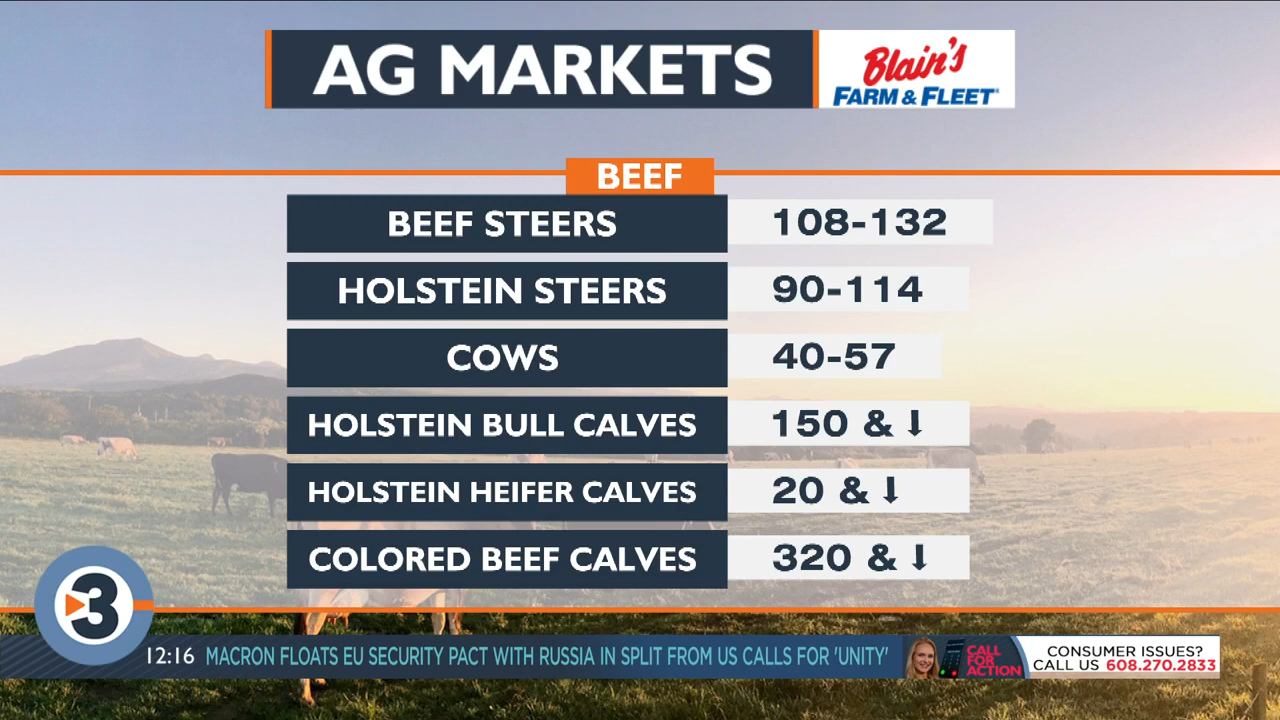 AG MARKETS
Blain's
FARM & FLEET
BEEF
BEEF STEERS 108-132
HOLSTEIN STEERS 90-114
COWS 40-57
HOLSTEIN BULL CALVES 150 & ⬇
HOLSTEIN HEIFER CALVES 20 & ⬇
COLORED BEEF CALVES 320 & ⬇
3
12:16 MACRON FLOATS EU SECURITY PACT WITH RUSSIA IN SPLIT FROM US CALLS FOR 'UNITY'
CALL
FOR
ACTION
CONSUMER ISSUES?
CALL US 608.270.2833